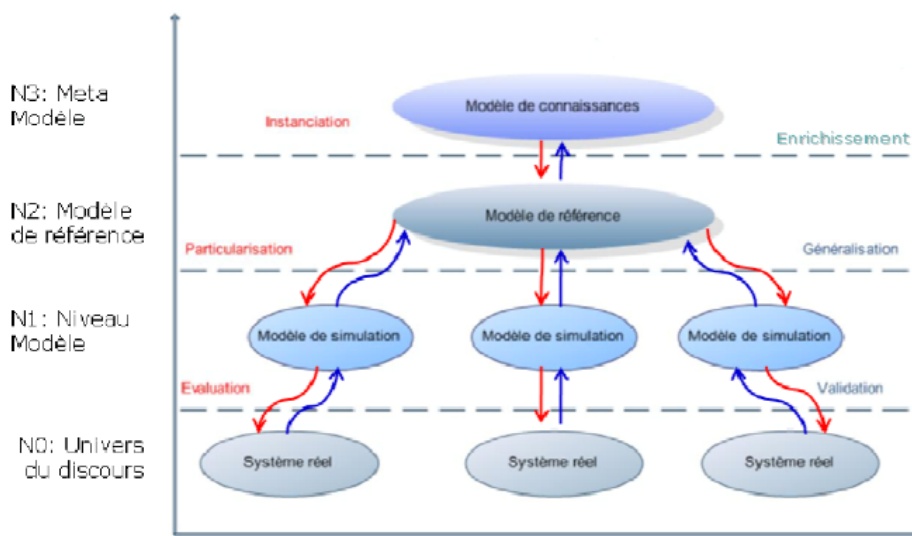 N3: Meta
Modèle
Modèle de connaissances
Instanciation
Enrichissement
N2: Modèle
de référence
Modèle de référence
Particularisation
Généralisation
N1: Niveau
Modèle
Modèle de simulation
Modèle de simulation
Modèle de simulation
Evaluation
Validation
N0: Univers
du discours
Système réel
Système réel
Système réel